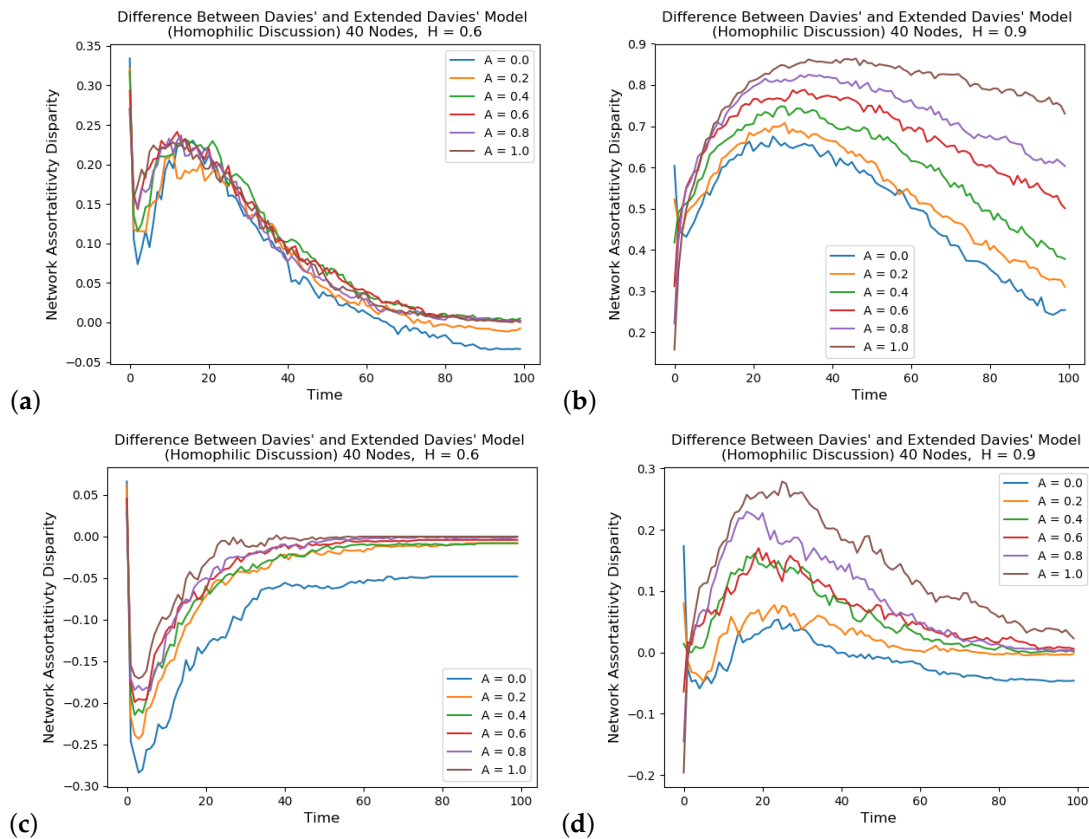 Difference Between Davies' and Extended Davies' Model
(Homophilic Discussion) 40 Nodes,  H = 0.6
Network Assortativty Disparity
0.35
0.30
0.25
0.20
0.15
0.10
0.05
0.00
−0.05
A = 0.0
A = 0.2
A = 0.4
A = 0.6
A = 0.8
A = 1.0
0 20 40 60 80 100
Time
(a)
Difference Between Davies' and Extended Davies' Model
(Homophilic Discussion) 40 Nodes,  H = 0.9
Network Assortativty Disparity
0.9
0.8
0.7
0.6
0.5
0.4
0.3
0.2
A = 0.0
A = 0.2
A = 0.4
A = 0.6
A = 0.8
A = 1.0
0 20 40 60 80 100
Time
(b)
Difference Between Davies' and Extended Davies' Model
(Homophilic Discussion) 40 Nodes,  H = 0.6
Network Assortativty Disparity
0.05
0.00
−0.05
−0.10
−0.15
−0.20
−0.25
−0.30
A = 0.0
A = 0.2
A = 0.4
A = 0.6
A = 0.8
A = 1.0
0 20 40 60 80 100
Time
(c)
Difference Between Davies' and Extended Davies' Model
(Homophilic Discussion) 40 Nodes,  H = 0.9
Network Assortativty Disparity
0.3
0.2
0.1
0.0
−0.1
−0.2
A = 0.0
A = 0.2
A = 0.4
A = 0.6
A = 0.8
A = 1.0
0 20 40 60 80 100
Time
(d)